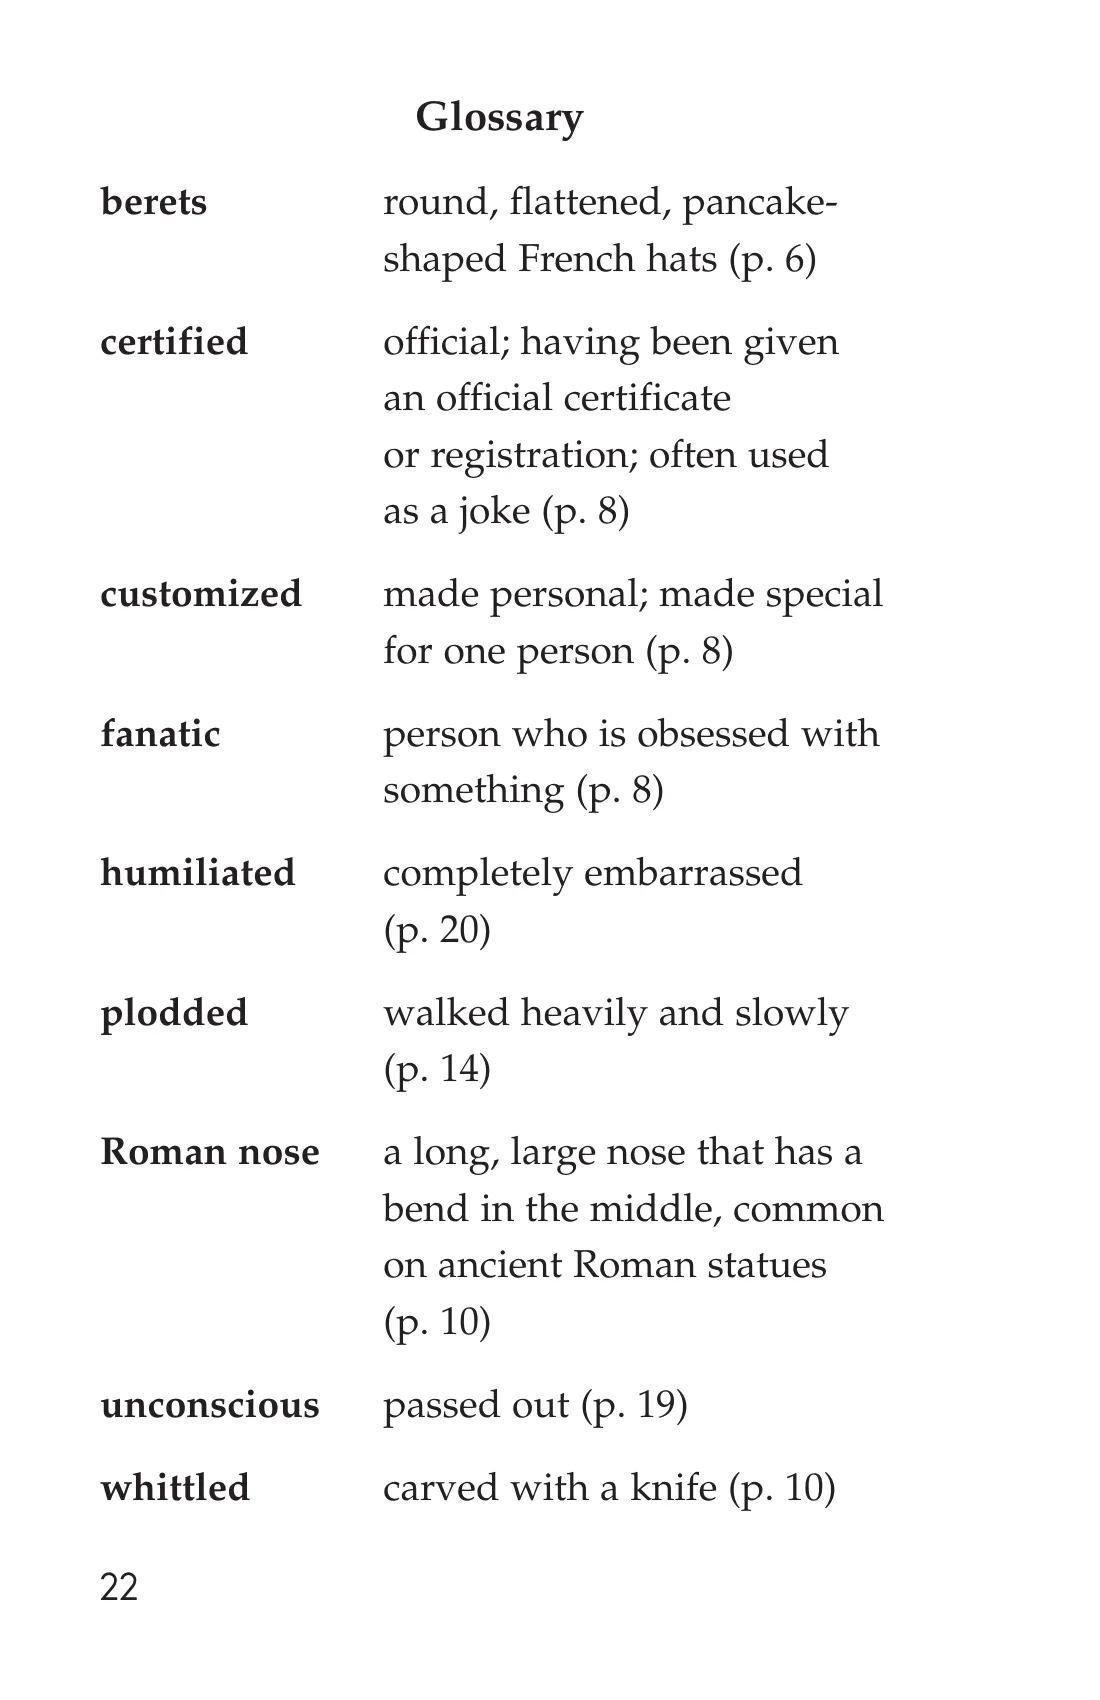 Glossary
berets round, flattened, pancake-
shaped French hats (p. 6)
certified official; having been given
an official certificate
or registration; often used
as a joke (p. 8)
customized made personal; made special
for one person (p. 8)
fanatic person who is obsessed with
something (p. 8)
humiliated completely embarrassed
(p. 20)
plodded walked heavily and slowly
(p. 14)
Roman nose a long, large nose that has a
bend in the middle, common
on ancient Roman statues
(p. 10)
unconscious passed out (p. 19)
whittled carved with a knife (p. 10)
22